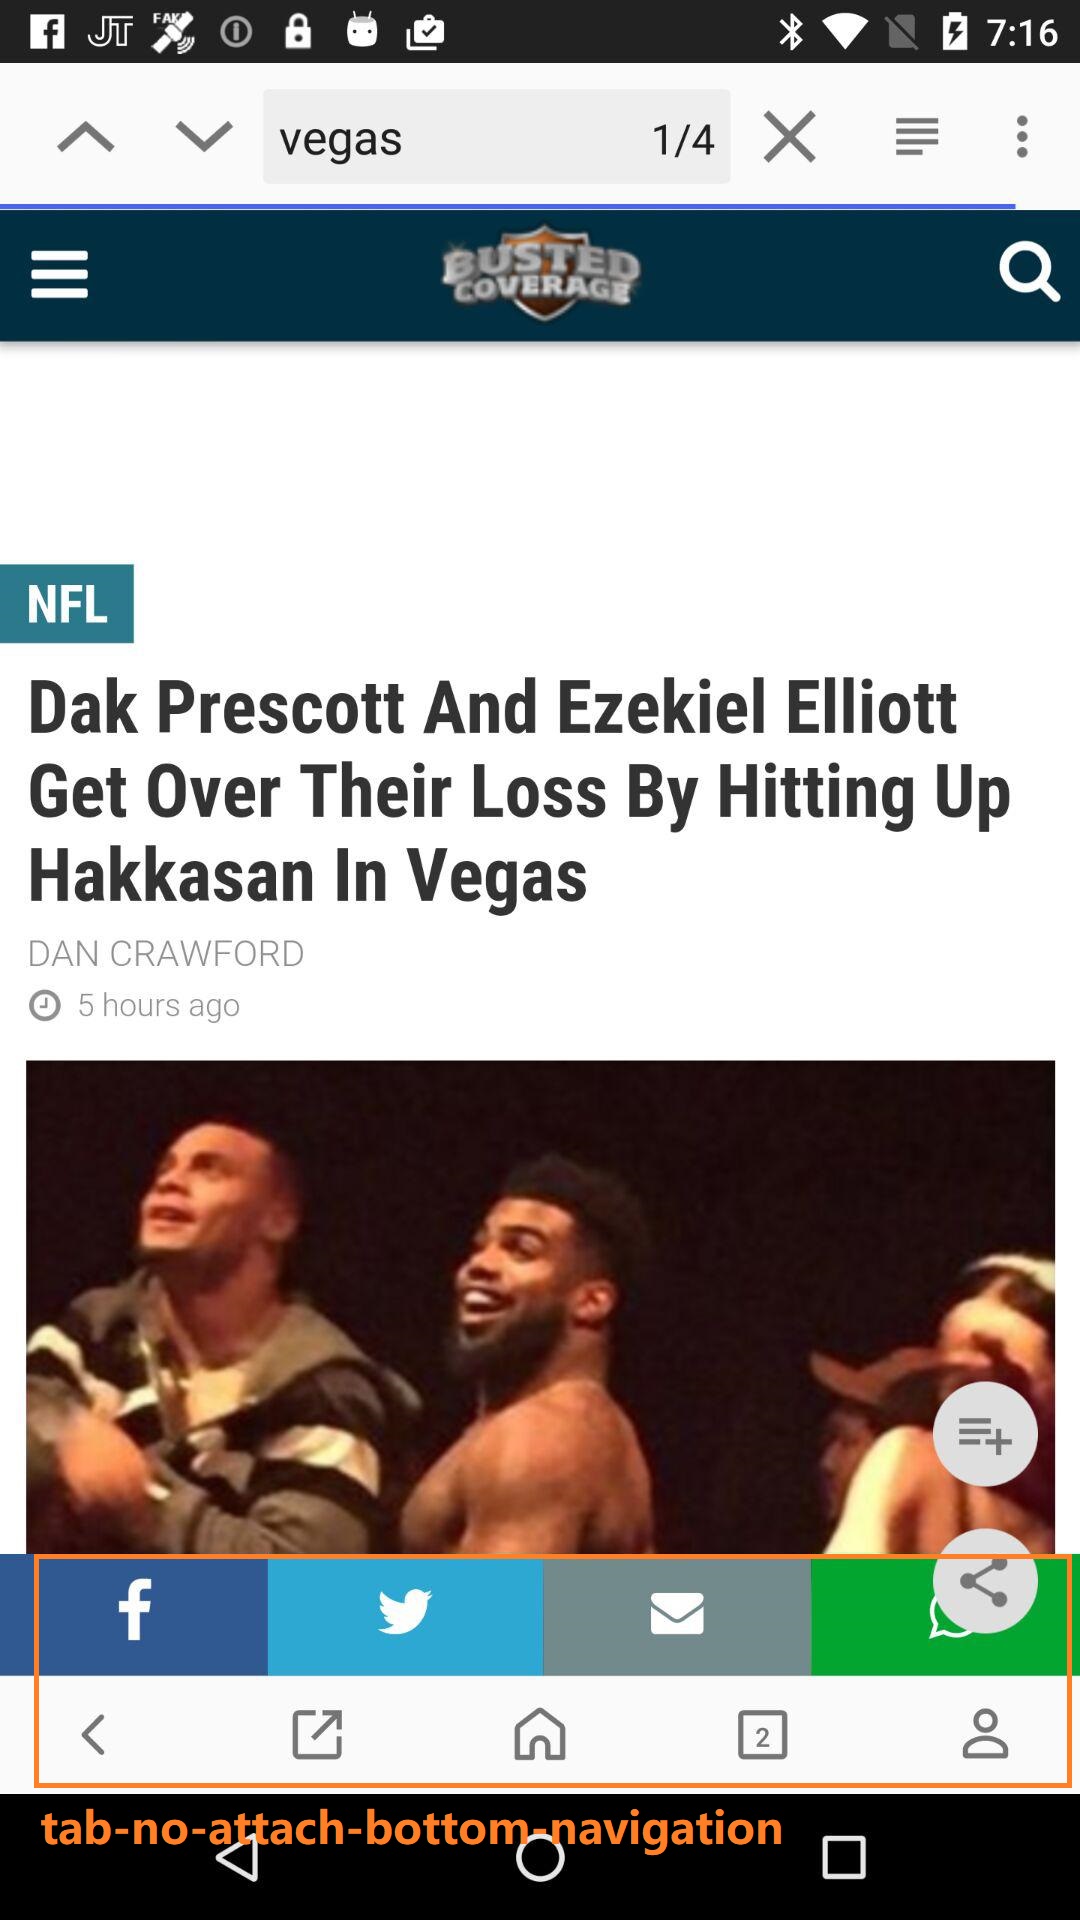 FAKE
7:16
vegas 1/4
BUSTED
COVERAGE
NFL
Dak Prescott And Ezekiel Elliott
Get Over Their Loss By Hitting Up
Hakkasan In Vegas
DAN CRAWFORD
5 hours ago
2
tab-no-attach-bottom-navigation